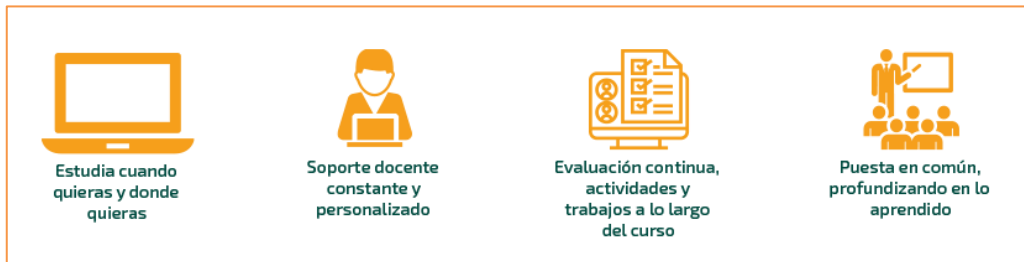 Estudia cuando
quieras y donde
quieras
Soporte docente
constante y
personalizado
Evaluación continua,
actividades y
trabajos a lo largo
del curso
Puesta en común,
profundizando en lo
aprendido